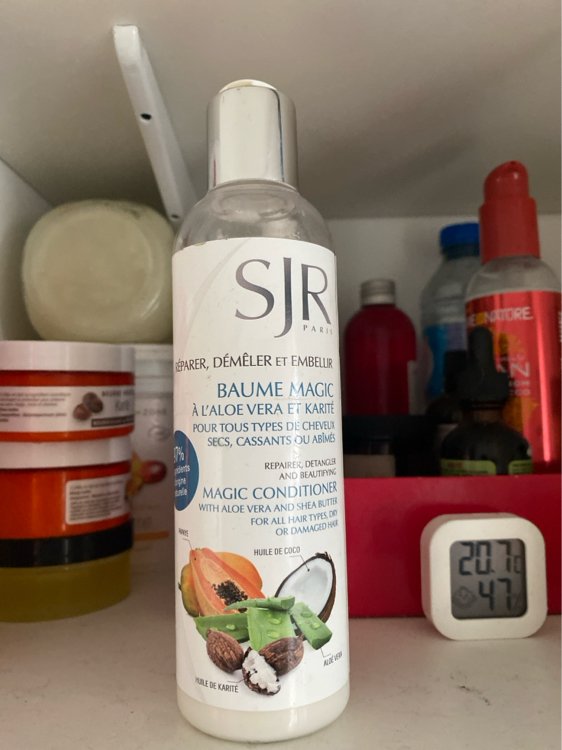 SJR
PARIS
RÉPARER, DÉMÊLER ET EMBELLIR
BAUME MAGIC
À L'ALOE VERA ET KARITÉ
POUR TOUS TYPES DE CHEVEUX
SECS, CASSANTS OU ABÎMÉS
REPAIRER, DETANGLER
AND BEAUTIFYING
MAGIC CONDITIONER
WITH ALOE VERA AND SHEA BUTTER
FOR ALL HAIR TYPES, DRY
OR DAMAGED HAIR
HUILE DE COCO
ALOE VERA
HUILE DE KARITÉ
20.7
47